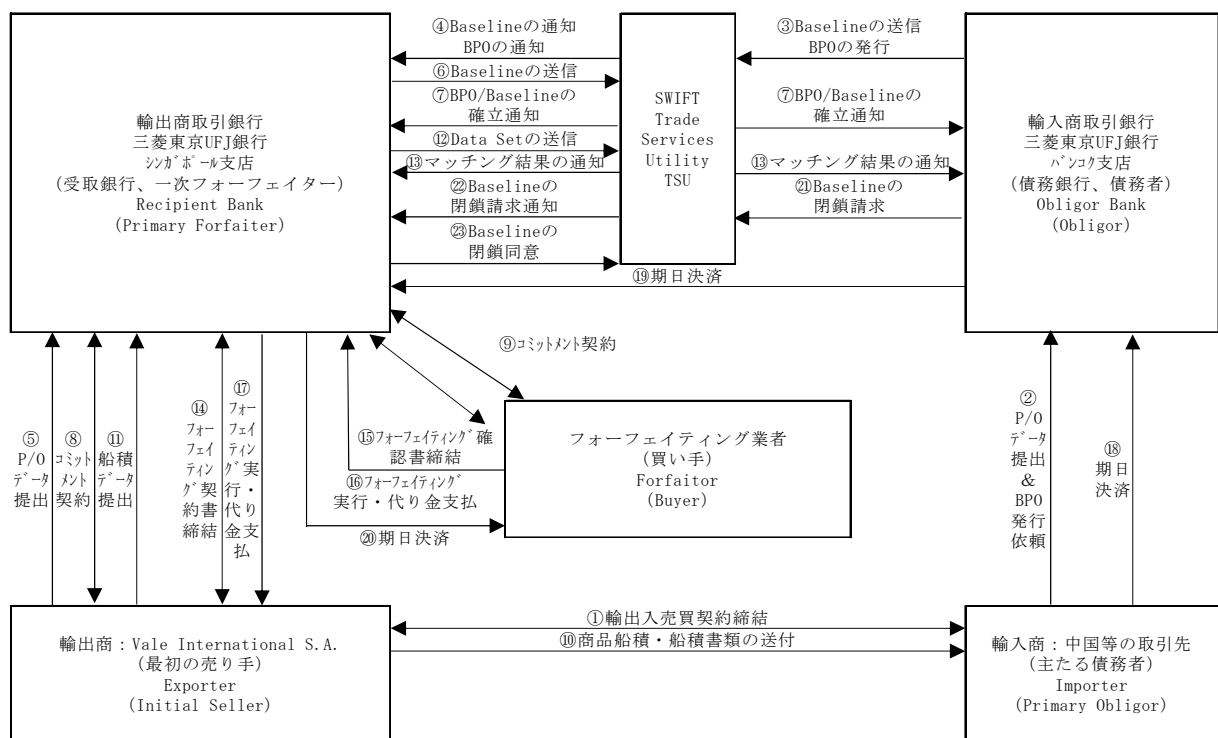 ④Baselineの通知
BPOの通知
⑥Baselineの送信
⑦BPO/Baselineの
確立通知
⑫Data Setの送信
⑬マッチング結果の通知
㉒Baselineの
閉鎖請求通知
㉓Baselineの
閉鎖同意
③Baselineの送信
BPOの発行
⑦BPO/Baselineの
確立通知
⑬マッチング結果の通知
㉑Baselineの
閉鎖請求
⑲期日決済
輸出商取引銀行
三菱東京UFJ銀行
シンガポール支店
(受取銀行、一次フォーフェイター)
Recipient Bank
(Primary Forfaiter)
SWIFT
Trade
Services
Utility
TSU
輸入商取引銀行
三菱東京UFJ銀行
バンコク支店
(債務銀行、債務者)
Obligor Bank
(Obligor)
⑨コミットメント契約
⑮フォーフェイティング確
認書締結
⑯フォーフェイティング
実行・代り金支払
⑳期日決済
フォーフェイティング業者
(買い手)
Forfaitor
(Buyer)
⑤
P/O
データ
提出
⑧
コミッ
トメント
契約
⑪
船積
データ
提出
⑭
フォー
フェイ
ティン
グ契
約書
締結
⑰
フォー
フェイ
ティン
グ実
行・
代り
金支
払
②
P/O
データ
提出
&
BPO
発行
依頼
⑱
期日
決済
①輸出入売買契約締結
⑩商品船積・船積書類の送付
輸出商：Vale International S.A.
(最初の売り手)
Exporter
(Initial Seller)
輸入商：中国等の取引先
(主たる債務者)
Importer
(Primary Obligor)